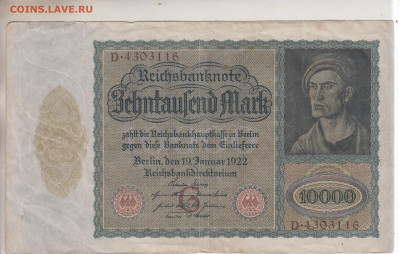 COINS.LAVE.RU
D·4303116
Reichsbanknote
Zehntausend Mark
zahlt die Reichsbankhauptkasse in Berlin
gegen diese Banknote dem Einlieferer
Berlin, den 19. Januar 1922
Reichsbankdirektorium
G
10000
D·4303116